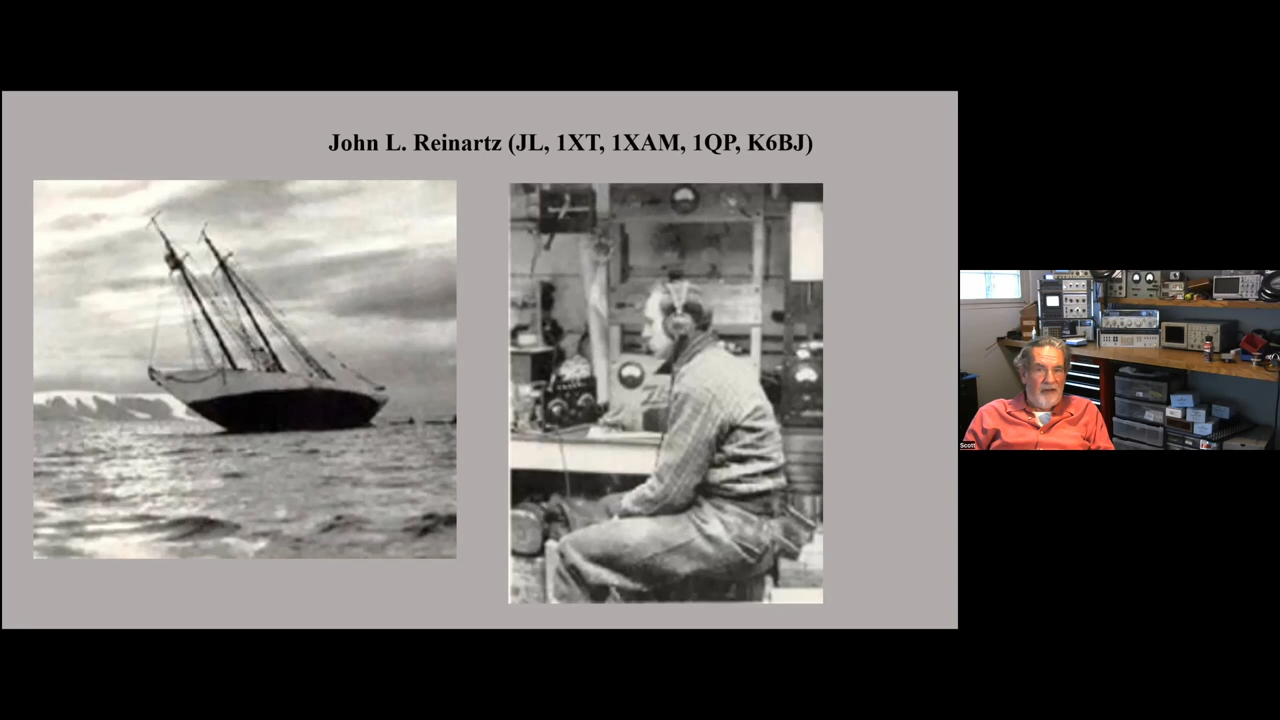 John L. Reinartz (JL, 1XT, 1XAM, 1QP, K6BJ)
Scott